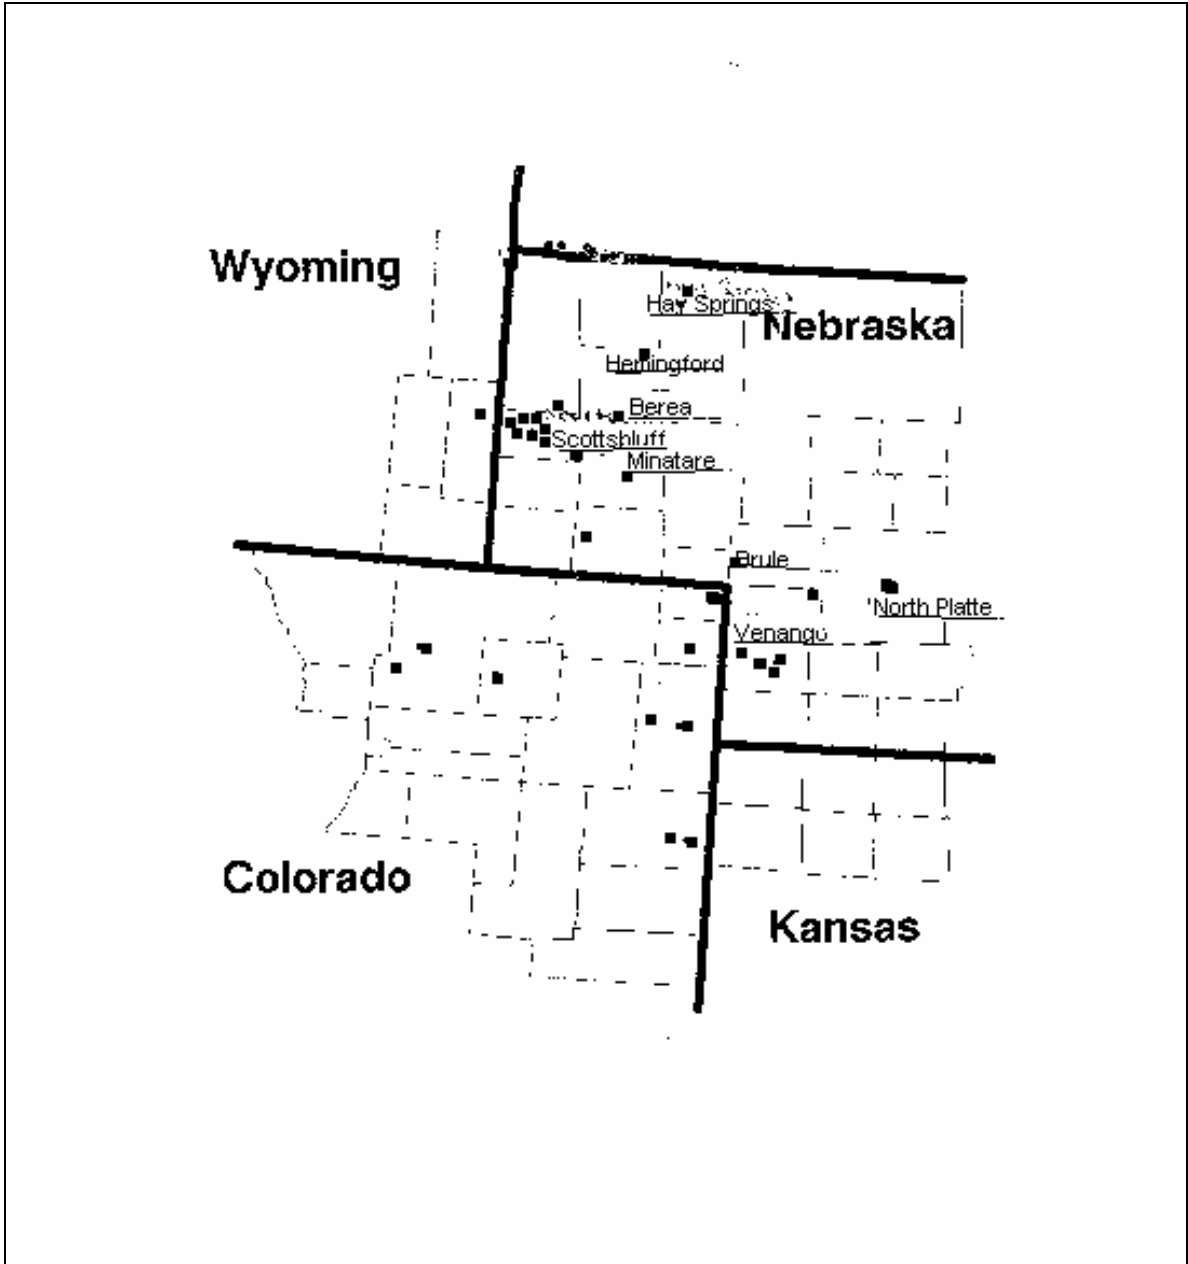 Wyoming
Hay Springs
Nebraska
Hemingford
Berea
Scottsbluff
Minatare
Brule
'North Platte
Venango
Colorado
Kansas